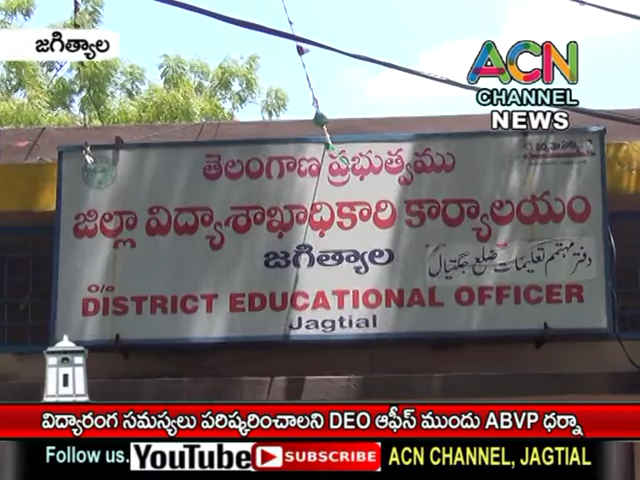 జగిత్యాల
ACN
CHANNEL
NEWS
తెలంగాణ ప్రభుత్వము
జిల్లా విద్యాశాఖాధికారి కార్యాలయం
జగిత్యాల
دفتر مہتمم تعلیمات ضلع جگتیال
O/o
DISTRICT EDUCATIONAL OFFICER
Jagtial
విద్యారంగ సమస్యలు పరిష్కరించాలని DEO ఆఫీస్ ముందు ABVP ధర్నా
Follow us. YouTube SUBSCRIBE ACN CHANNEL, JAGTIAL